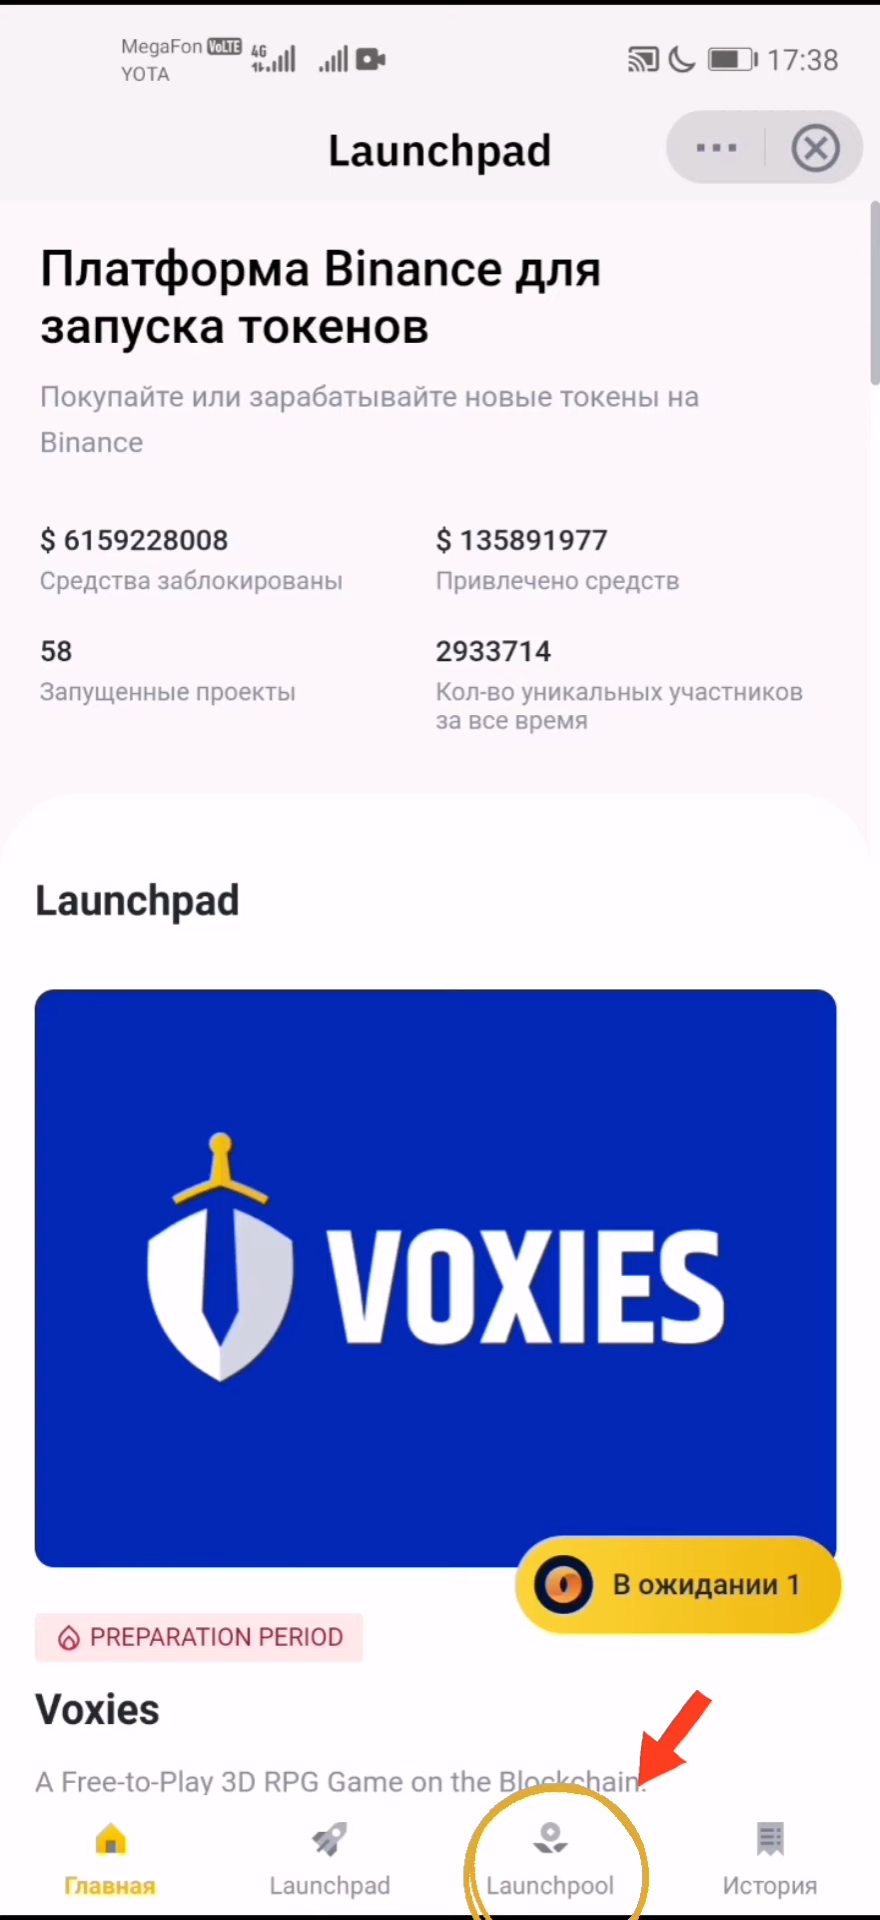 MegaFon VoLTE
YOTA
4G
17:38
Launchpad
Платформа Binance для
запуска токенов
Покупайте или зарабатывайте новые токены на
Binance
$ 6159228008
$ 135891977
Средства заблокированы
Привлечено средств
58
2933714
Запущенные проекты
Кол-во уникальных участников
за все время
Launchpad
VOXIES
В ожидании 1
PREPARATION PERIOD
Voxies
A Free-to-Play 3D RPG Game on the Blockchain.
Главная
Launchpad
Launchpool
История